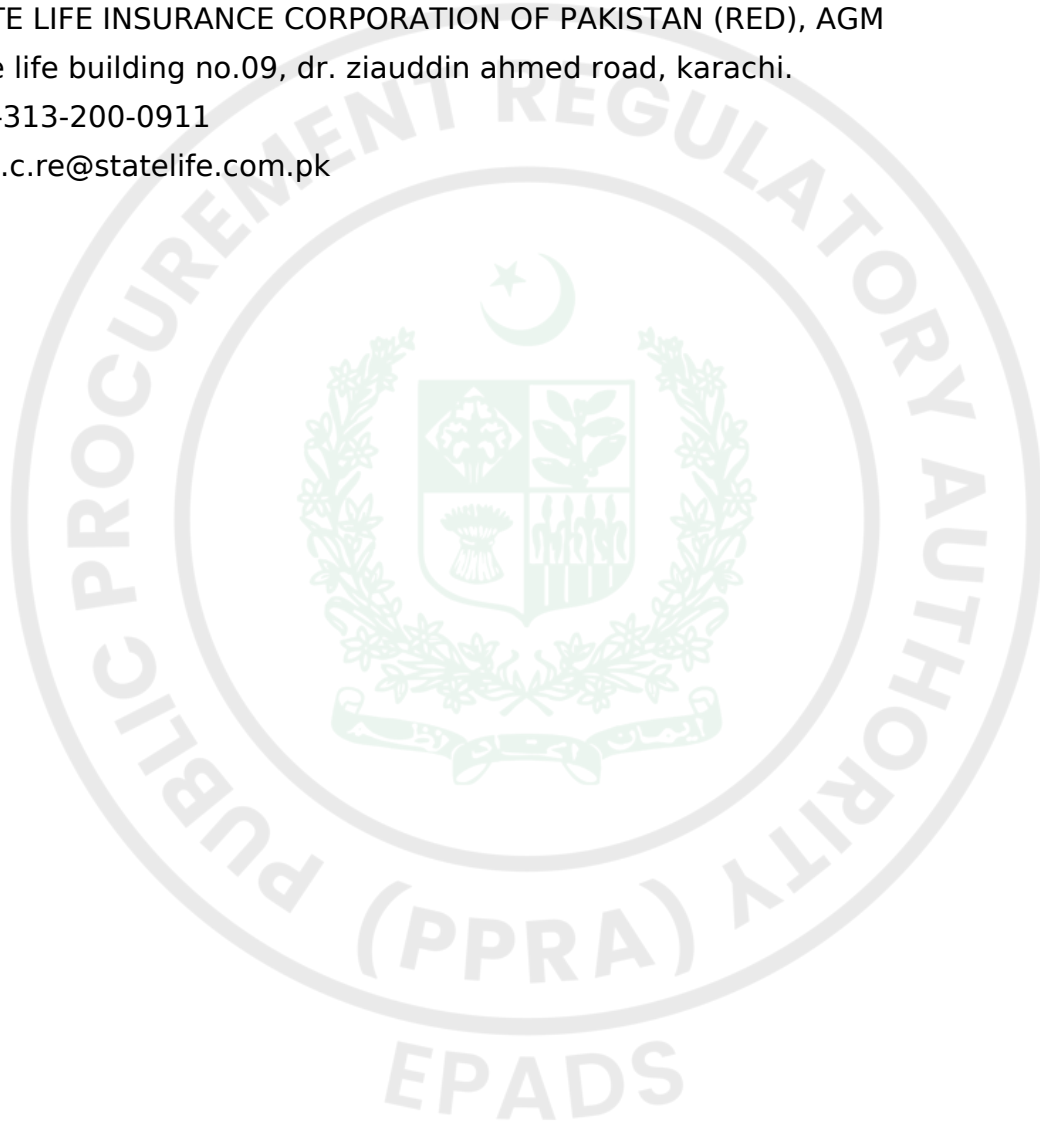 TE LIFE INSURANCE CORPORATION OF PAKISTAN (RED), AGM
e life building no.09, dr. ziauddin ahmed road, karachi.
-313-200-0911
.c.re@statelife.com.pk
PUBLIC PROCUREMENT REGULATORY AUTHORITY
(PPRA)
EPADS